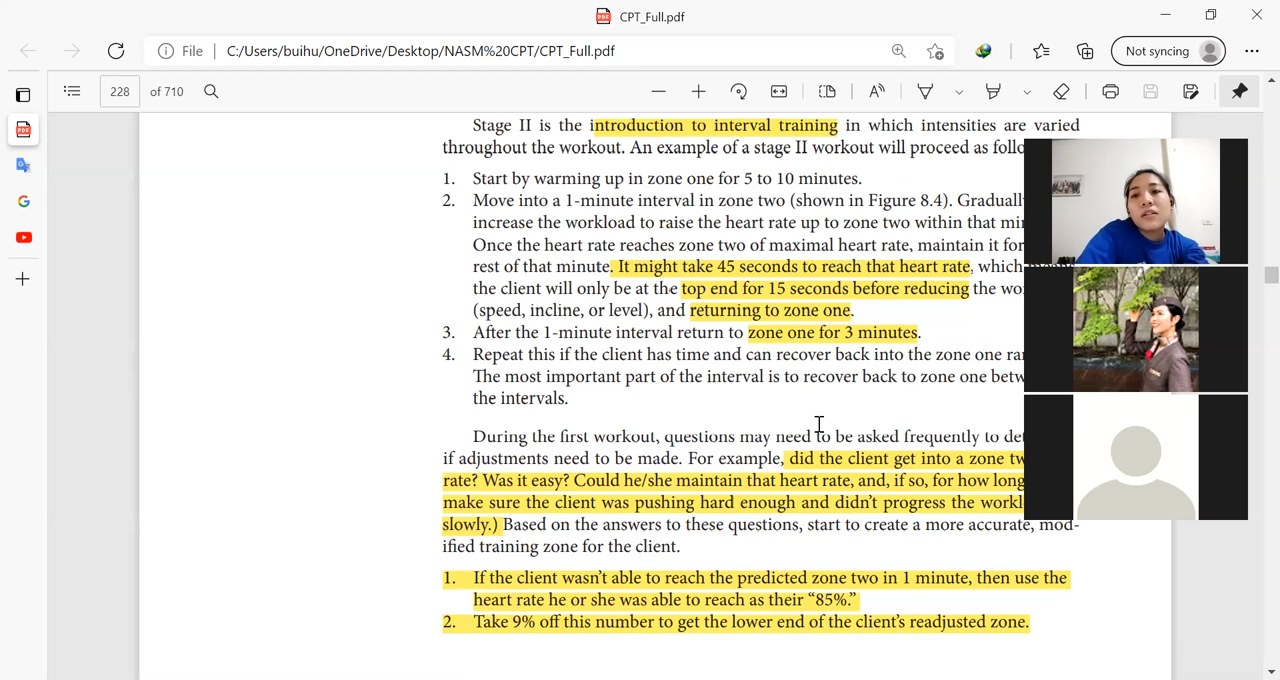 CPT_Full.pdf
File | C:/Users/buihu/OneDrive/Desktop/NASM%20CPT/CPT_Full.pdf
Not syncing
228 of 710
Stage II is the introduction to interval training in which intensities are varied
throughout the workout. An example of a stage II workout will proceed as follo
1. Start by warming up in zone one for 5 to 10 minutes.
2. Move into a 1-minute interval in zone two (shown in Figure 8.4). Graduall
increase the workload to raise the heart rate up to zone two within that mi
Once the heart rate reaches zone two of maximal heart rate, maintain it for
rest of that minute. It might take 45 seconds to reach that heart rate, which means
the client will only be at the top end for 15 seconds before reducing the wo
(speed, incline, or level), and returning to zone one.
3. After the 1-minute interval return to zone one for 3 minutes.
4. Repeat this if the client has time and can recover back into the zone one ra
The most important part of the interval is to recover back to zone one betw
the intervals.
During the first workout, questions may need to be asked frequently to det
if adjustments need to be made. For example, did the client get into a zone tw
rate? Was it easy? Could he/she maintain that heart rate, and, if so, for how long
make sure the client was pushing hard enough and didn't progress the workl
slowly.) Based on the answers to these questions, start to create a more accurate, mod-
ified training zone for the client.
1. If the client wasn't able to reach the predicted zone two in 1 minute, then use the
heart rate he or she was able to reach as their “85%.”
2. Take 9% off this number to get the lower end of the client's readjusted zone.